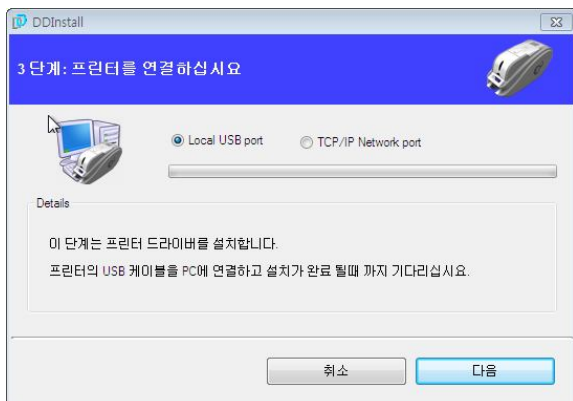 DDInstall
3 단계: 프린터를 연결하십시요
Local USB port
TCP/IP Network port
Details
이 단계는 프린터 드라이버를 설치합니다.
프린터의 USB 케이블을 PC에 연결하고 설치가 완료 될때 까지 기다리십시요.
취소
다음